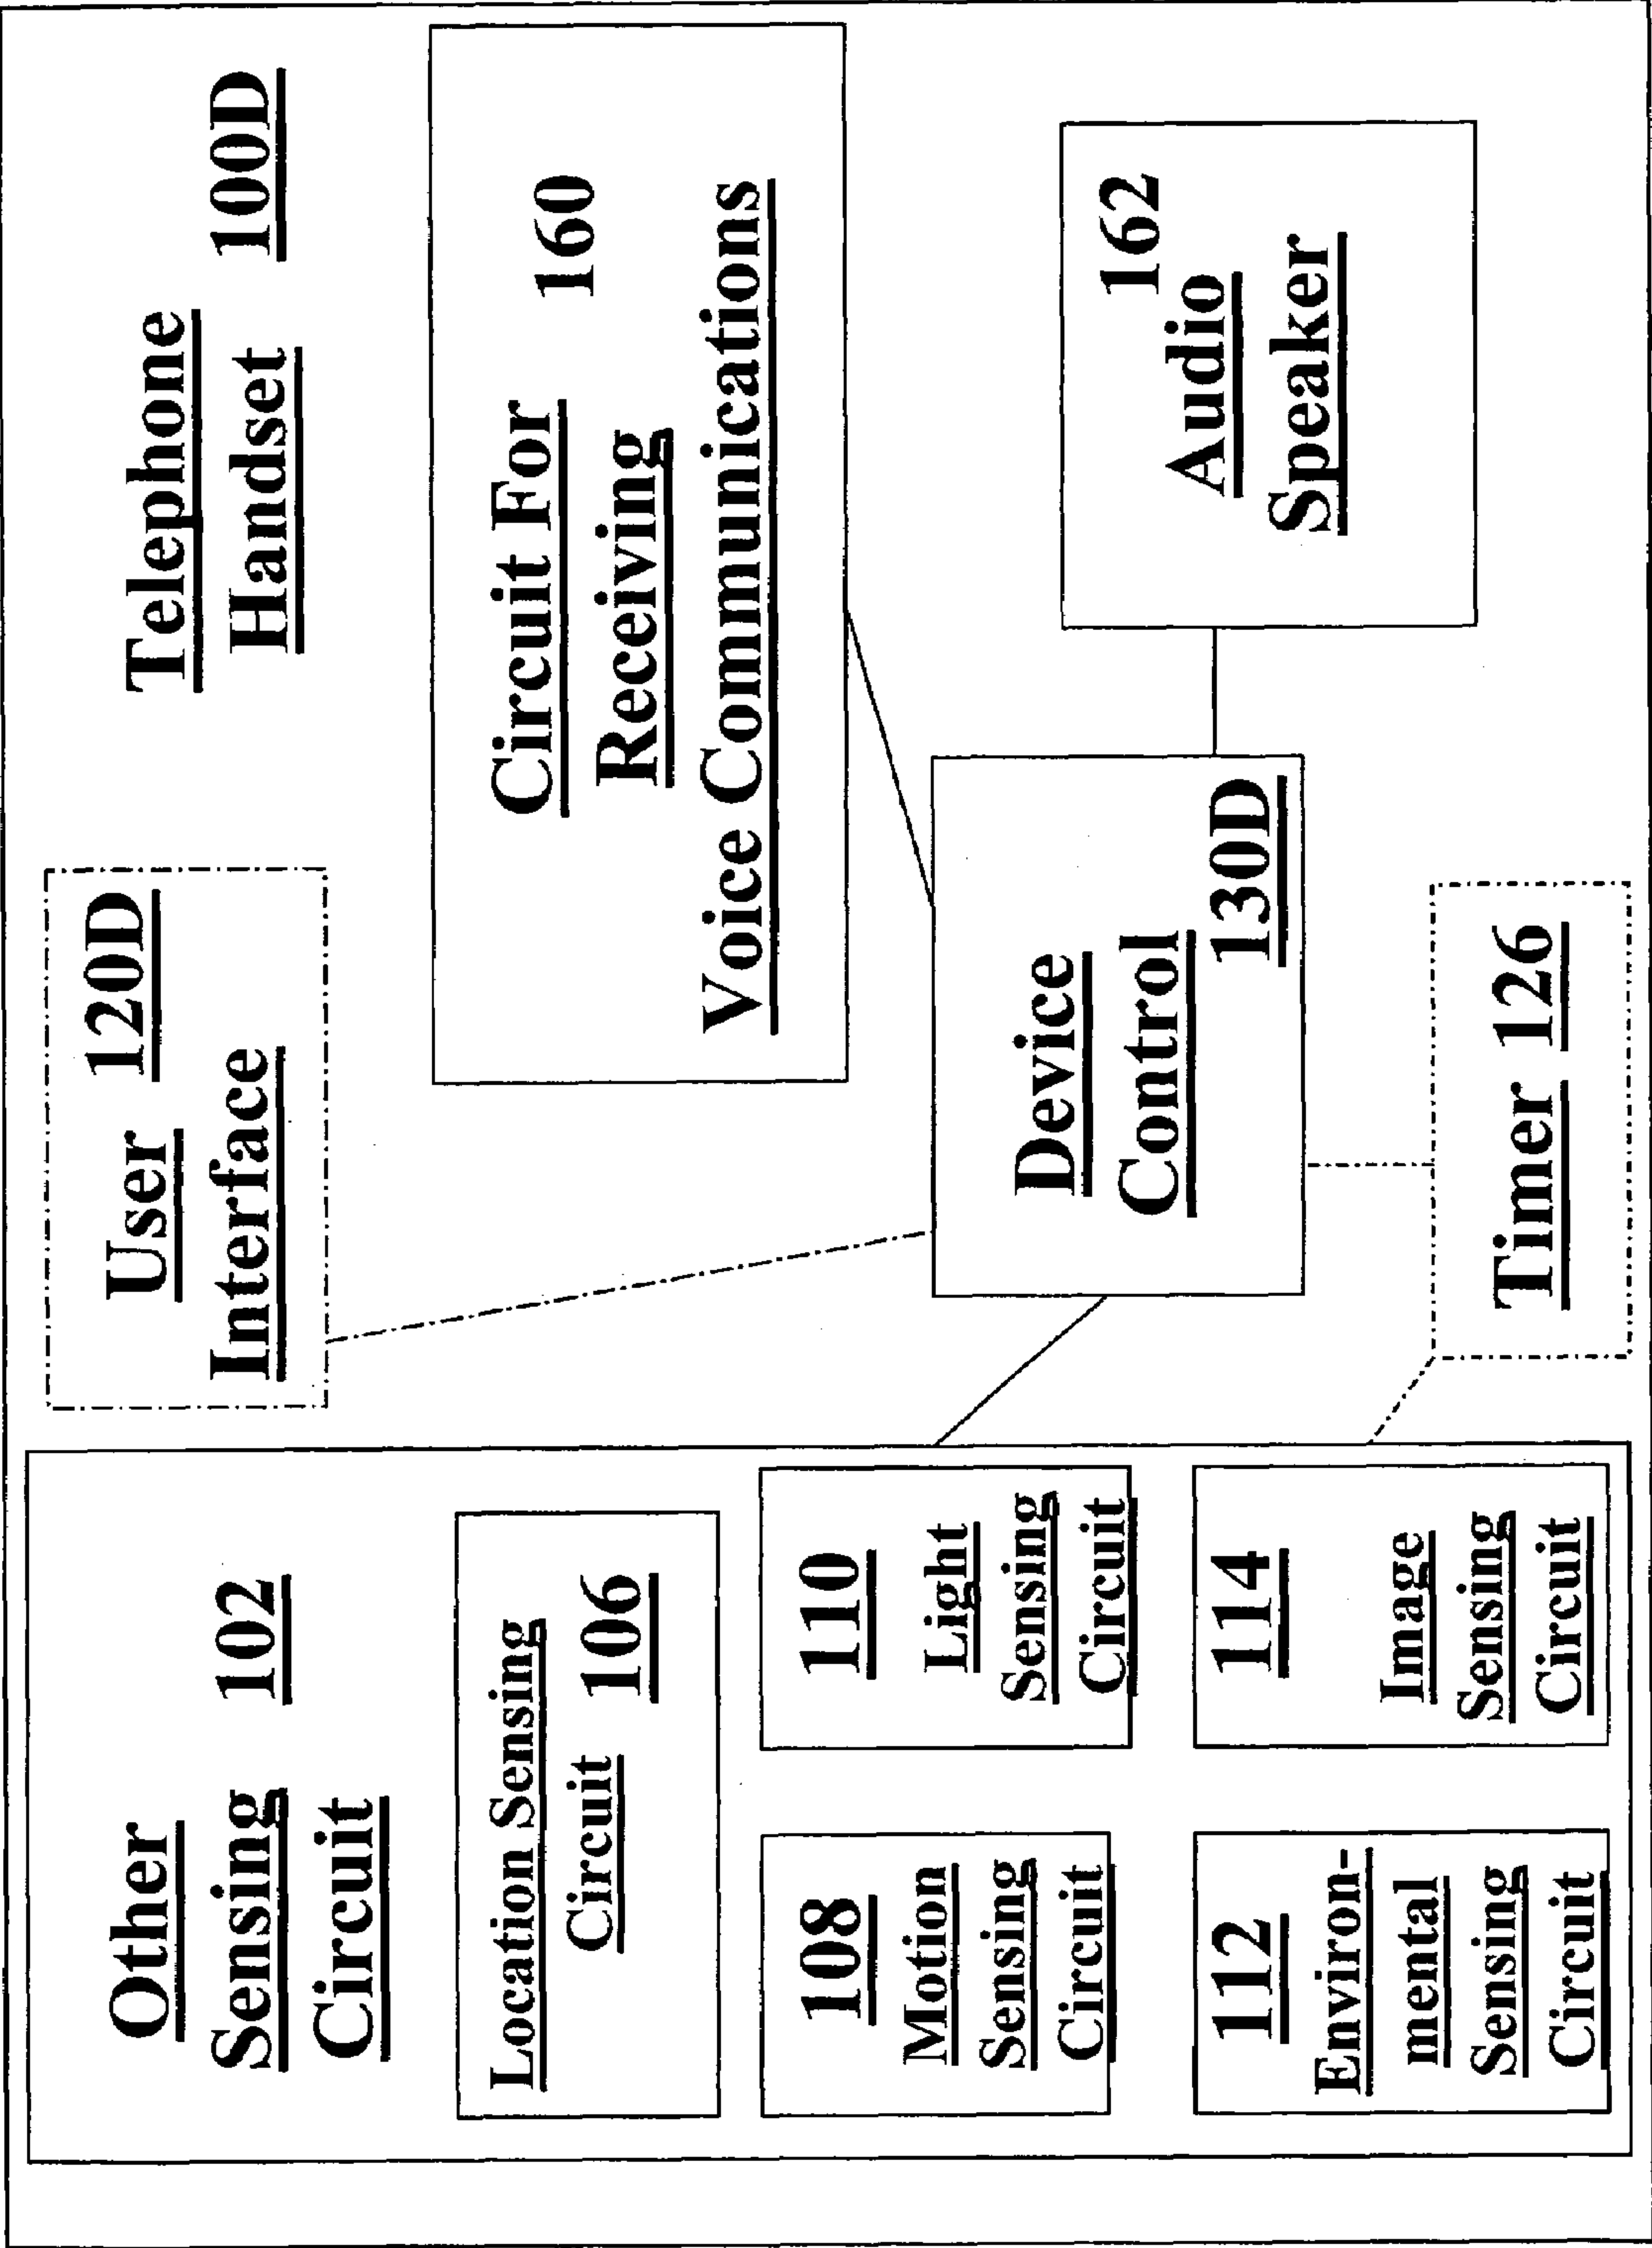 Other
Sensing 102
Circuit
Location Sensing
Circuit 106
108
Motion
Sensing
Circuit
110
Light
Sensing
Circuit
112
Environ-
mental
Sensing
Circuit
114
Image
Sensing
Circuit
User 120D
Interface
Telephone
Handset 100D
Circuit For
Receiving 160
Voice Communications
Device
Control
130D
162
Audio
Speaker
Timer 126